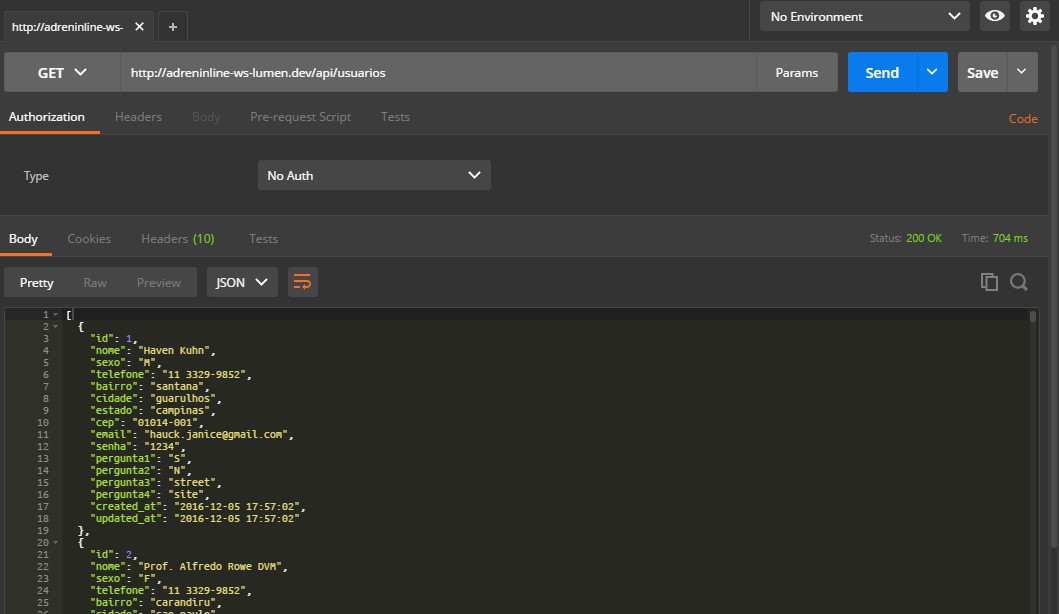 http://adreninline-ws-
No Environment
GET
http://adreninline-ws-lumen.dev/api/usuarios
Params
Send
Save
Authorization
Headers
Body
Pre-request Script
Tests
Code
Type
No Auth
Body
Cookies
Headers (10)
Tests
Status: 200 OK
Time: 704 ms
Pretty
Raw
Preview
JSON
1 [
2 {
3 "id": 1,
4 "nome": "Haven Kuhn",
5 "sexo": "M",
6 "telefone": "11 3329-9852",
7 "bairro": "santana",
8 "cidade": "guarulhos",
9 "estado": "campinas",
10 "cep": "01014-001",
11 "email": "hauck.janice@gmail.com",
12 "senha": "1234",
13 "pergunta1": "S",
14 "pergunta2": "N",
15 "pergunta3": "street",
16 "pergunta4": "site",
17 "created_at": "2016-12-05 17:57:02",
18 "updated_at": "2016-12-05 17:57:02"
19 },
20 {
21 "id": 2,
22 "nome": "Prof. Alfredo Rowe DVM",
23 "sexo": "F",
24 "telefone": "11 3329-9852",
25 "bairro": "carandiru",
26 "cidade": "sao paulo",